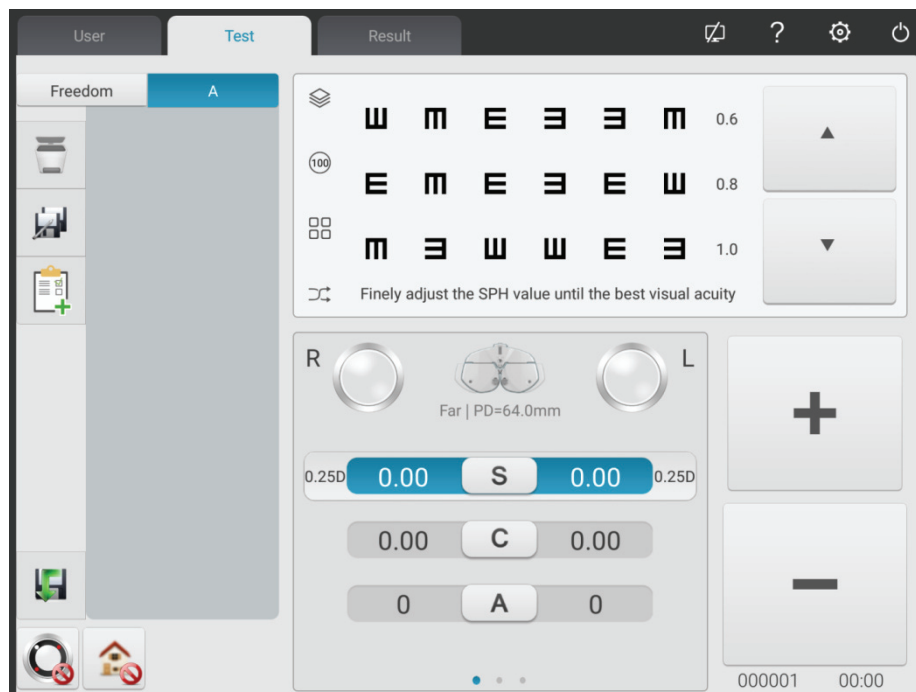 User Test Result ?
Freedom A
Ш m E Ǝ Ǝ m 0.6
100
E m E Ǝ E Ш 0.8
m Ǝ Ш Ш E Ǝ 1.0
Finely adjust the SPH value until the best visual acuity
R L
Far | PD=64.0mm
0.25D 0.00 S 0.00 0.25D
0.00 C 0.00
0 A 0
000001 00:00